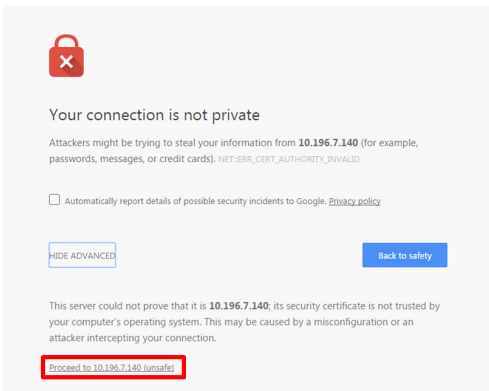 Your connection is not private
Attackers might be trying to steal your information from 10.196.7.140 (for example,
passwords, messages, or credit cards). NET::ERR_CERT_AUTHORITY_INVALID
Automatically report details of possible security incidents to Google. Privacy policy
HIDE ADVANCED
Back to safety
This server could not prove that it is 10.196.7.140; its security certificate is not trusted by
your computer's operating system. This may be caused by a misconfiguration or an
attacker intercepting your connection.
Proceed to 10.196.7.140 (unsafe)